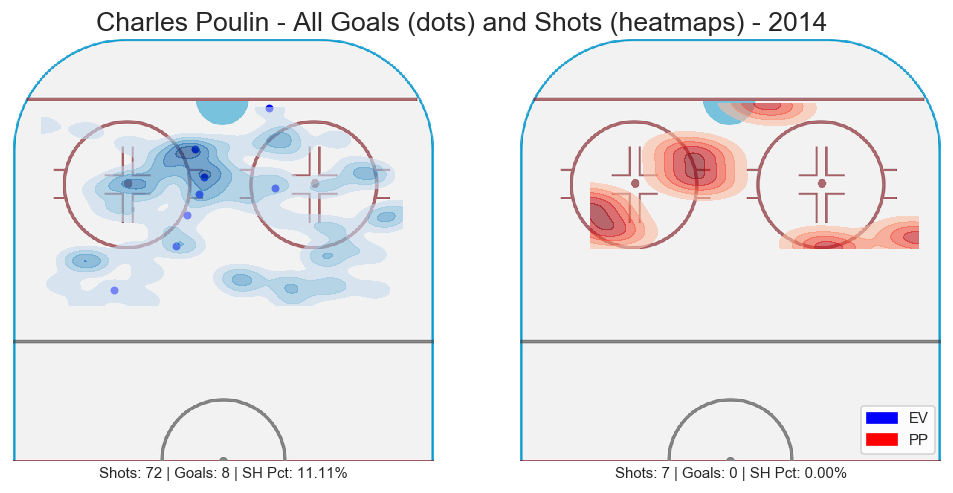 Charles Poulin - All Goals (dots) and Shots (heatmaps) - 2014
EV
PP
Shots: 72 | Goals: 8 | SH Pct: 11.11%
Shots: 7 | Goals: 0 | SH Pct: 0.00%